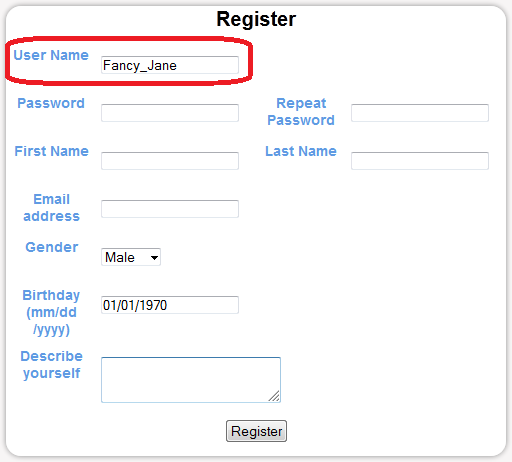 Register
User Name
Fancy_Jane
Password
Repeat
Password
First Name
Last Name
Email
address
Gender
Male
Birthday
(mm/dd
/yyyy)
01/01/1970
Describe
yourself
Register